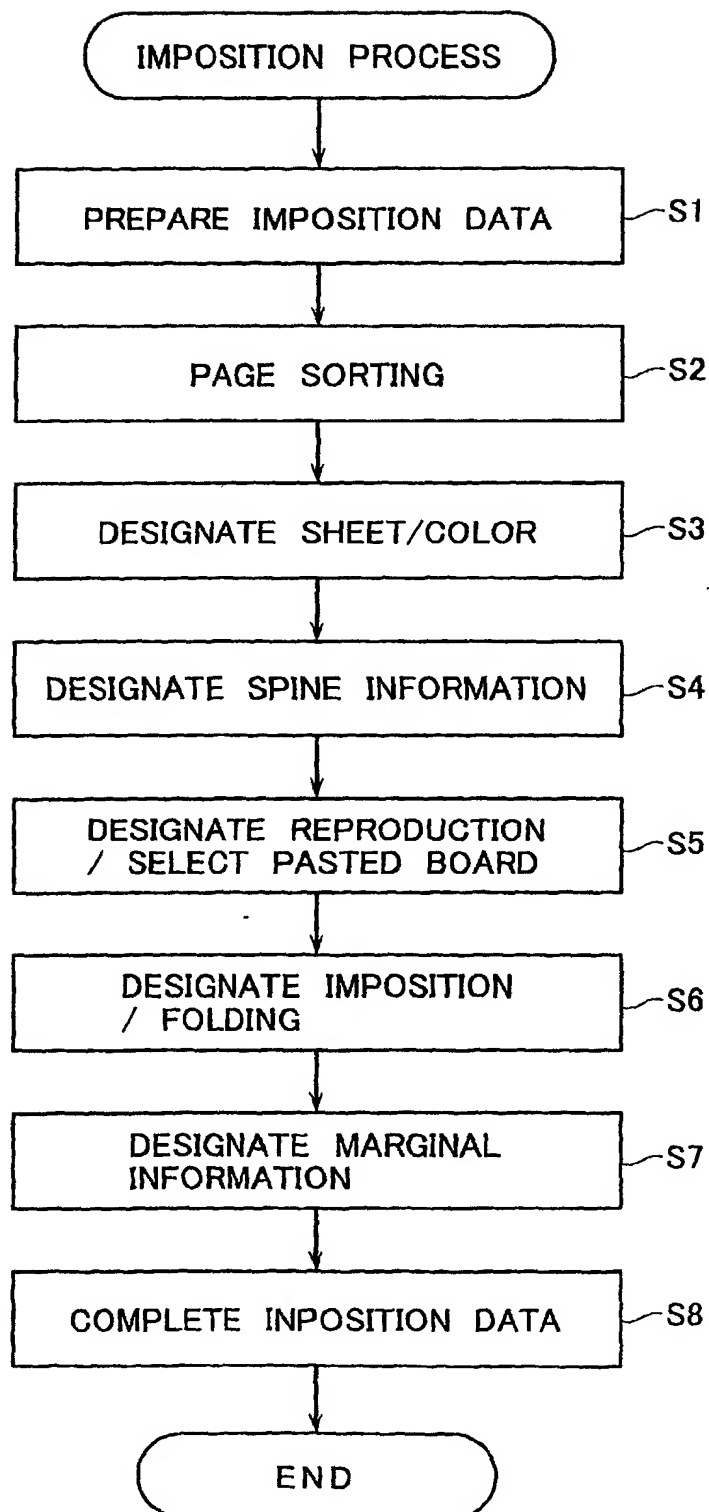 IMPOSITION PROCESS
PREPARE IMPOSITION DATA
S1
PAGE SORTING
S2
DESIGNATE SHEET/COLOR
S3
DESIGNATE SPINE INFORMATION
S4
DESIGNATE REPRODUCTION
/ SELECT PASTED BOARD
S5
DESIGNATE IMPOSITION
/ FOLDING
S6
DESIGNATE MARGINAL
INFORMATION
S7
COMPLETE INPOSITION DATA
S8
END